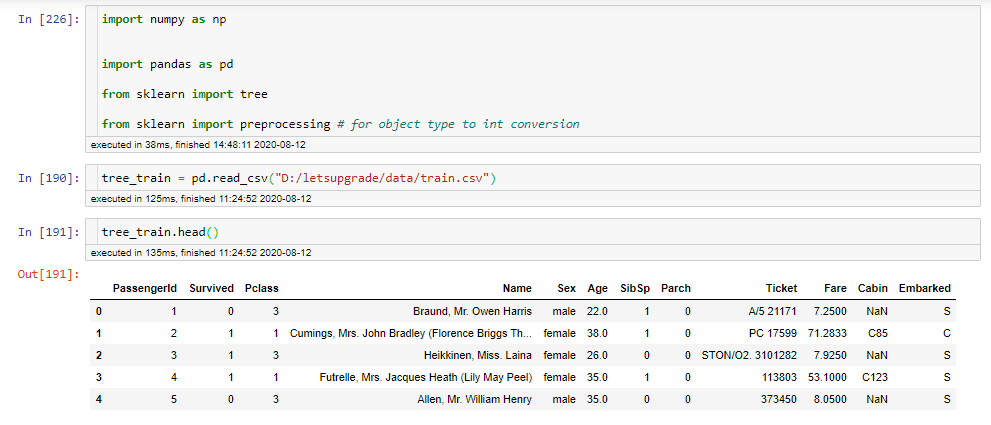 In [226]: import numpy as np
import pandas as pd
from sklearn import tree
from sklearn import preprocessing # for object type to int conversion
executed in 38ms, finished 14:48:11 2020-08-12
In [190]: tree_train = pd.read_csv("D:/letsupgrade/data/train.csv")
executed in 125ms, finished 11:24:52 2020-08-12
In [191]: tree_train.head()
executed in 135ms, finished 11:24:52 2020-08-12
Out[191]:
PassengerId Survived Pclass Name Sex Age SibSp Parch Ticket Fare Cabin Embarked
0 1 0 3 Braund, Mr. Owen Harris male 22.0 1 0 A/5 21171 7.2500 NaN S
1 2 1 1 Cumings, Mrs. John Bradley (Florence Briggs Th... female 38.0 1 0 PC 17599 71.2833 C85 C
2 3 1 3 Heikkinen, Miss. Laina female 26.0 0 0 STON/O2. 3101282 7.9250 NaN S
3 4 1 1 Futrelle, Mrs. Jacques Heath (Lily May Peel) female 35.0 1 0 113803 53.1000 C123 S
4 5 0 3 Allen, Mr. William Henry male 35.0 0 0 373450 8.0500 NaN S